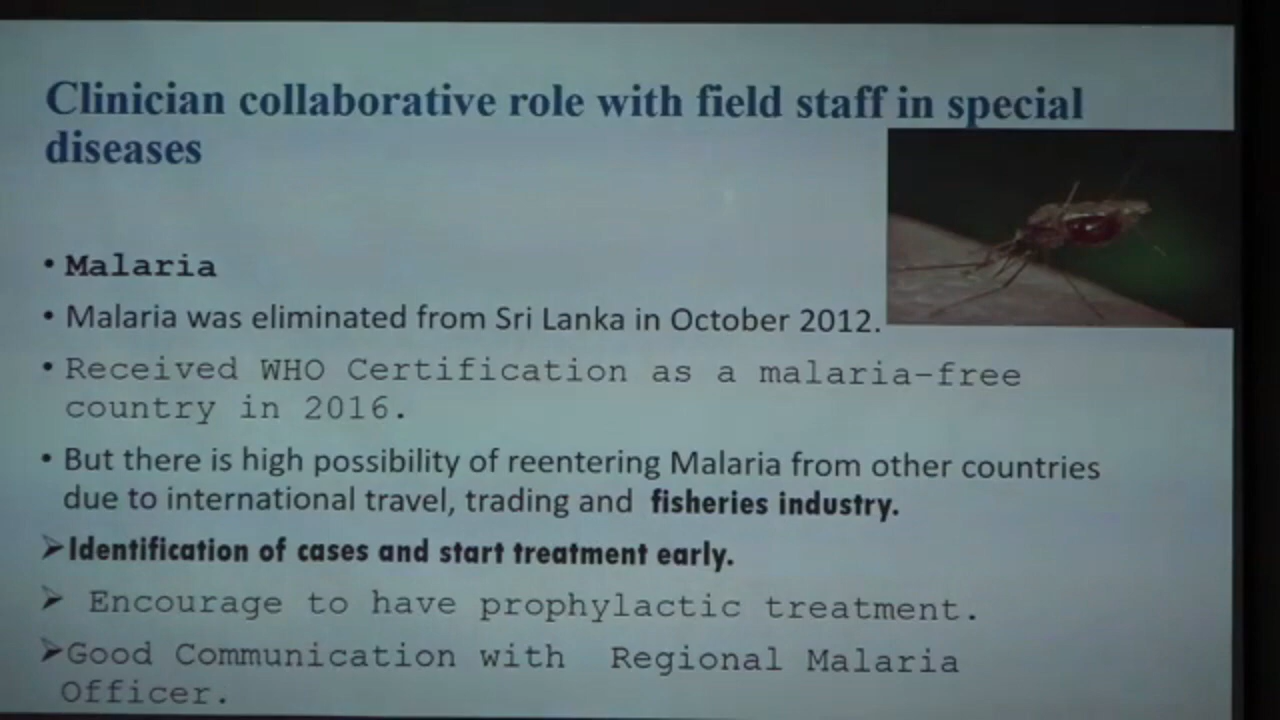 Clinician collaborative role with field staff in special
diseases
• Malaria
• Malaria was eliminated from Sri Lanka in October 2012.
• Received WHO Certification as a malaria-free
country in 2016.
• But there is high possibility of reentering Malaria from other countries
due to international travel, trading and fisheries industry.
➢Identification of cases and start treatment early.
➢ Encourage to have prophylactic treatment.
➢Good Communication with Regional Malaria
Officer.